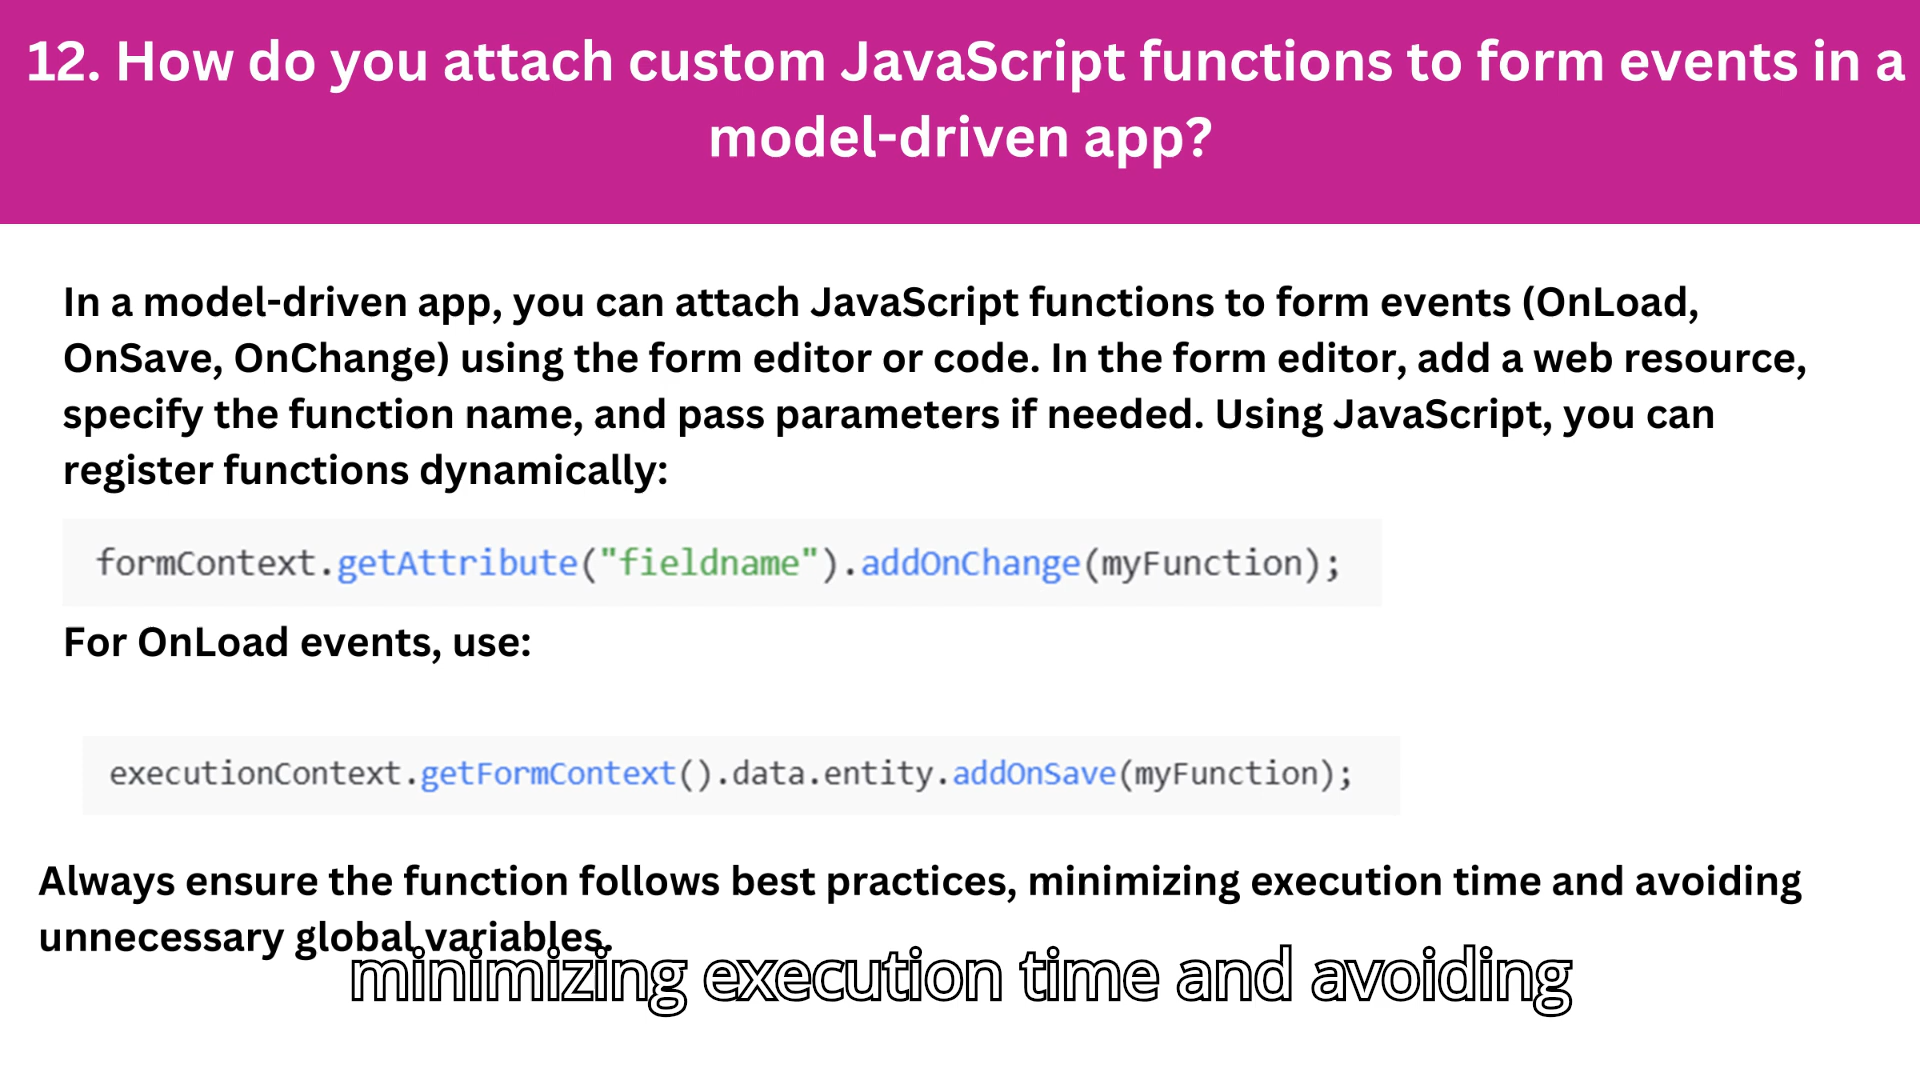 12. How do you attach custom JavaScript functions to form events in a
model-driven app?
In a model-driven app, you can attach JavaScript functions to form events (OnLoad,
OnSave, OnChange) using the form editor or code. In the form editor, add a web resource,
specify the function name, and pass parameters if needed. Using JavaScript, you can
register functions dynamically:
formContext.getAttribute("fieldname").addOnChange(myFunction);
For OnLoad events, use:
executionContext.getFormContext().data.entity.addOnSave(myFunction);
Always ensure the function follows best practices, minimizing execution time and avoiding
unnecessary global variables.
minimizing execution time and avoiding